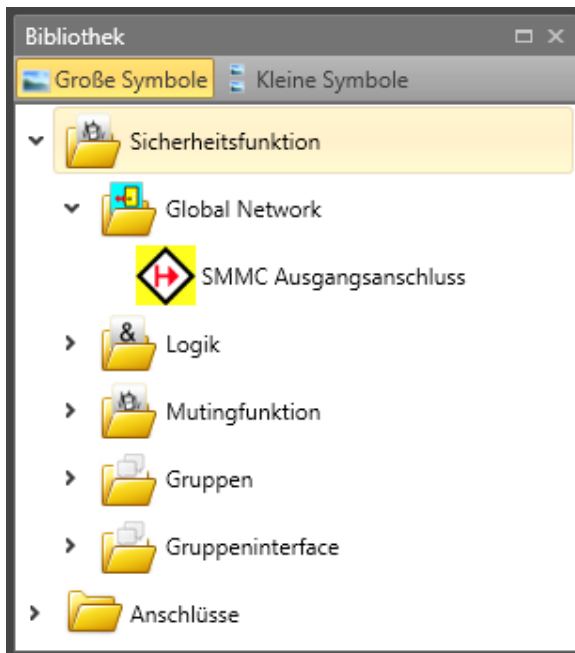 Bibliothek
Große Symbole Kleine Symbole
Sicherheitsfunktion
Global Network
SMMC Ausgangsanschluss
& Logik
Mutingfunktion
Gruppen
Gruppeninterface
Anschlüsse